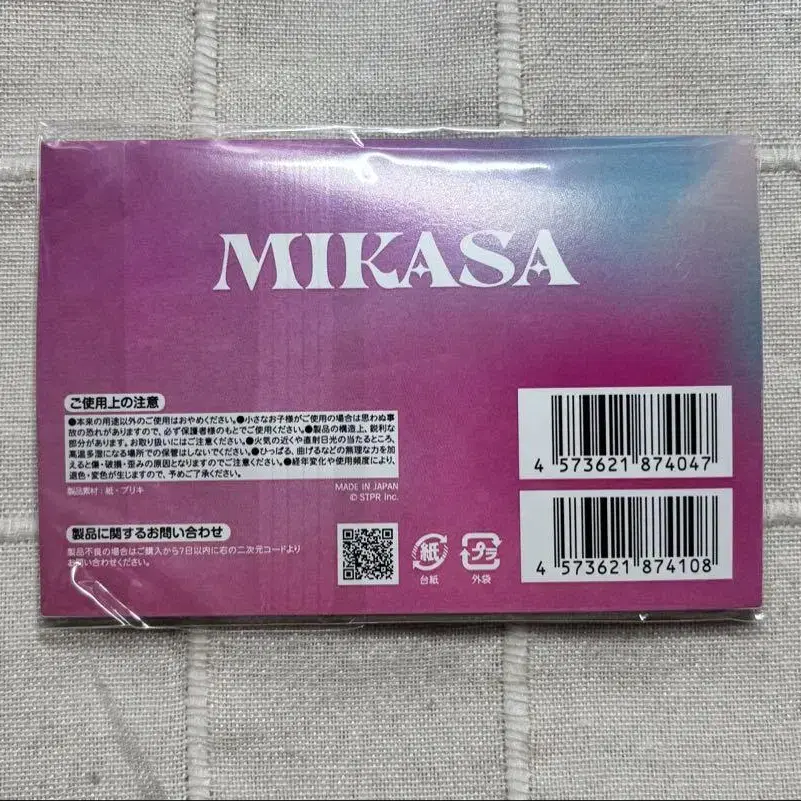 MIKASA
ご使用上の注意
●本来の用途以外のご使用はおやめください。●小さなお子様がご使用の場合は思わぬ事
故の恐れがありますので、必ず保護者様のもとでご使用ください。●製品の構造上、鋭利な
部分があります。お取り扱いにはご注意ください。●火気の近くや直射日光の当たるところ、
高温多湿になる場所での保管はしないでください。●ひっぱる、曲げるなどの無理な力を加
えると傷・破損・歪みの原因となりますのでご注意ください。●経年変化や使用頻度により、
退色・変色が生じますので、予めご了承ください。
製品素材：紙・ブリキ
MADE IN JAPAN
© STPR Inc.
製品に関するお問い合わせ
製品不良の場合はご購入から7日以内に右の二次元コードより
お問い合わせください。
紙
台紙
プラ
外袋
4 573621 874047
4 573621 874108